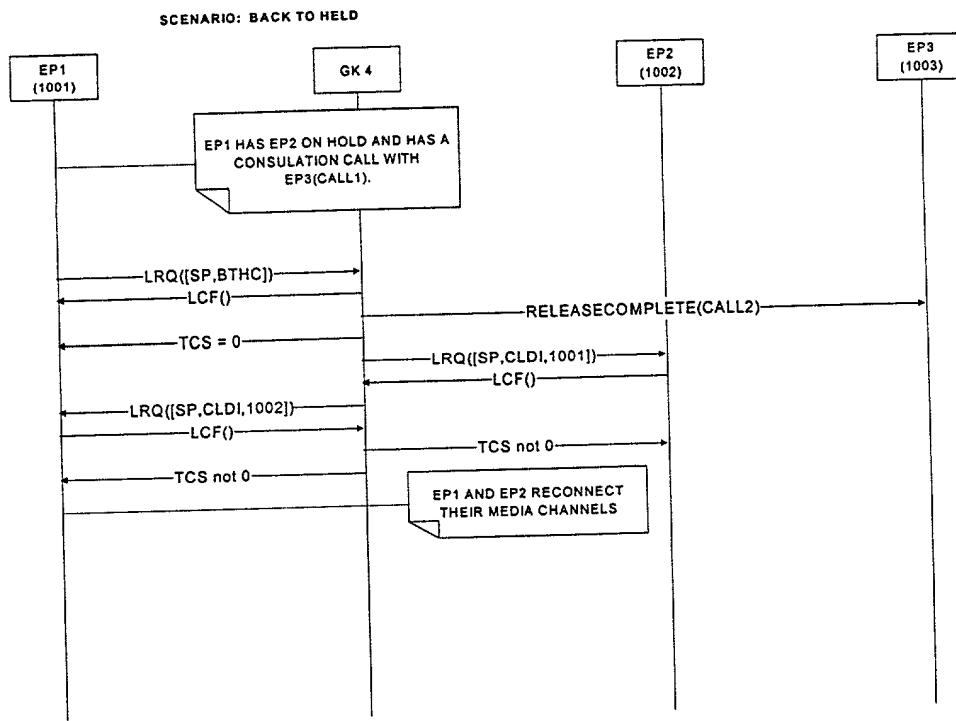 SCENARIO: BACK TO HELD
EP1
(1001)
GK 4
EP2
(1002)
EP3
(1003)
EP1 HAS EP2 ON HOLD AND HAS A
CONSULATION CALL WITH
EP3(CALL1).
LRQ([SP,BTHC])
LCF()
RELEASECOMPLETE(CALL2)
TCS = 0
LRQ([SP,CLDI,1001])
LCF()
LRQ([SP,CLDI,1002])
LCF()
TCS not 0
TCS not 0
EP1 AND EP2 RECONNECT
THEIR MEDIA CHANNELS